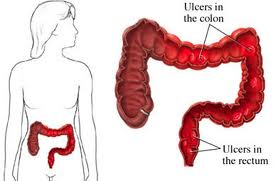 Ulcers in
the colon
Ulcers in
the rectum